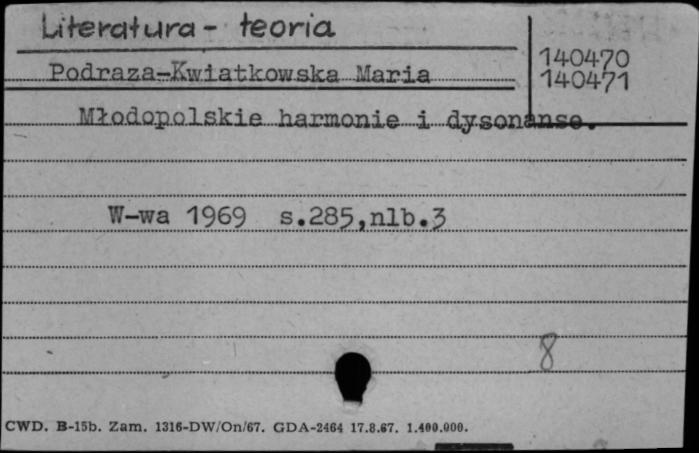 Literatura - teoria
140470
Podraza-Kwiatkowska Maria
140471
Młodopolskie harmonie i dysonanse.
W-wa 1969 s.285,nlb.3
8
CWD. B-15b. Zam. 1316-DW/On/67. GDA-2464 17.8.67. 1.400.000.